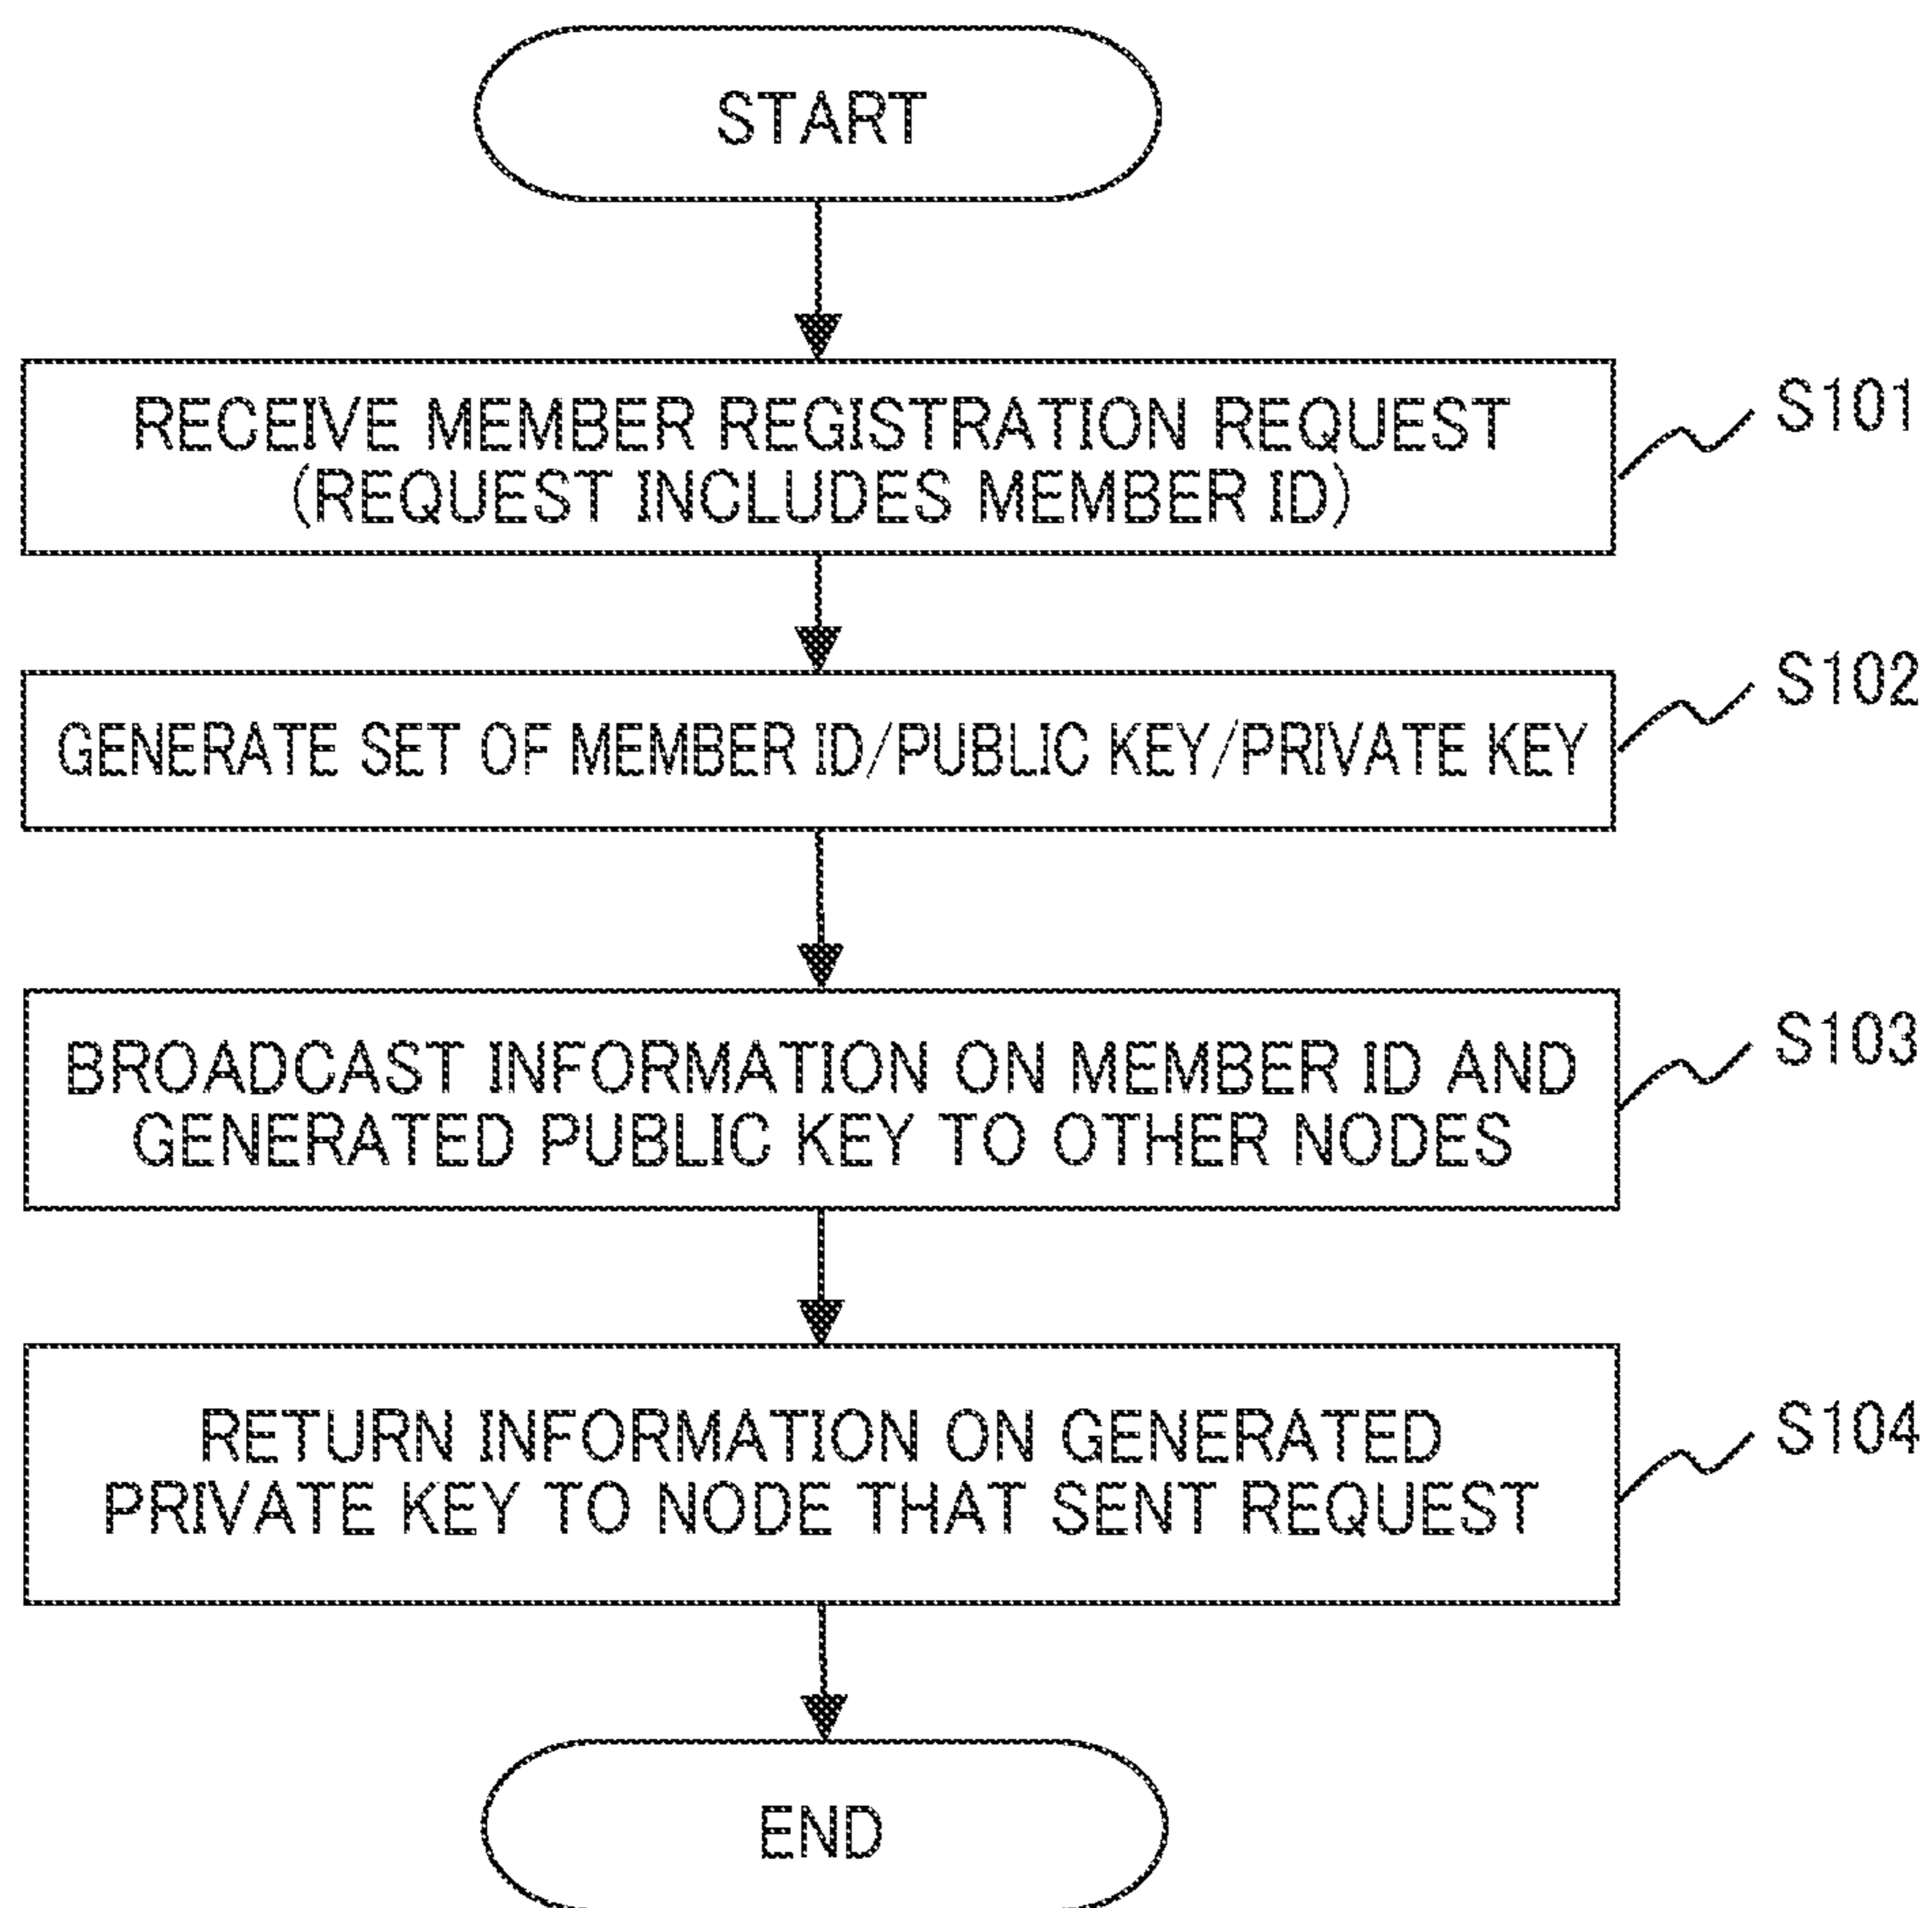 START
RECEIVE MEMBER REGISTRATION REQUEST
(REQUEST INCLUDES MEMBER ID)
S101
GENERATE SET OF MEMBER ID/PUBLIC KEY/PRIVATE KEY
S102
BROADCAST INFORMATION ON MEMBER ID AND
GENERATED PUBLIC KEY TO OTHER NODES
S103
RETURN INFORMATION ON GENERATED
PRIVATE KEY TO NODE THAT SENT REQUEST
S104
END